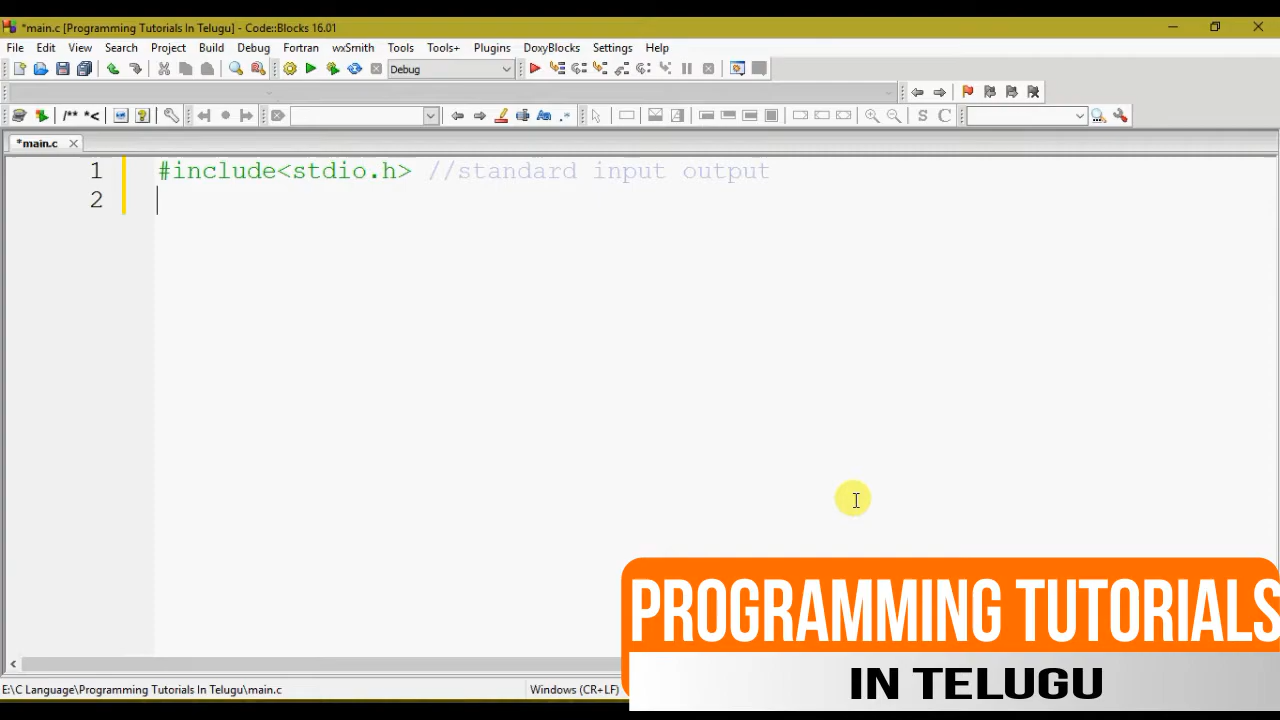 *main.c [Programming Tutorials In Telugu] - Code::Blocks 16.01
File Edit View Search Project Build Debug Fortran wxSmith Tools Tools+ Plugins DoxyBlocks Settings Help
Debug
/** *< Aa .* S C
*main.c
1 #include<stdio.h> //standard input output
2
E:\C Language\Programming Tutorials In Telugu\main.c Windows (CR+LF)
PROGRAMMING TUTORIALS
IN TELUGU